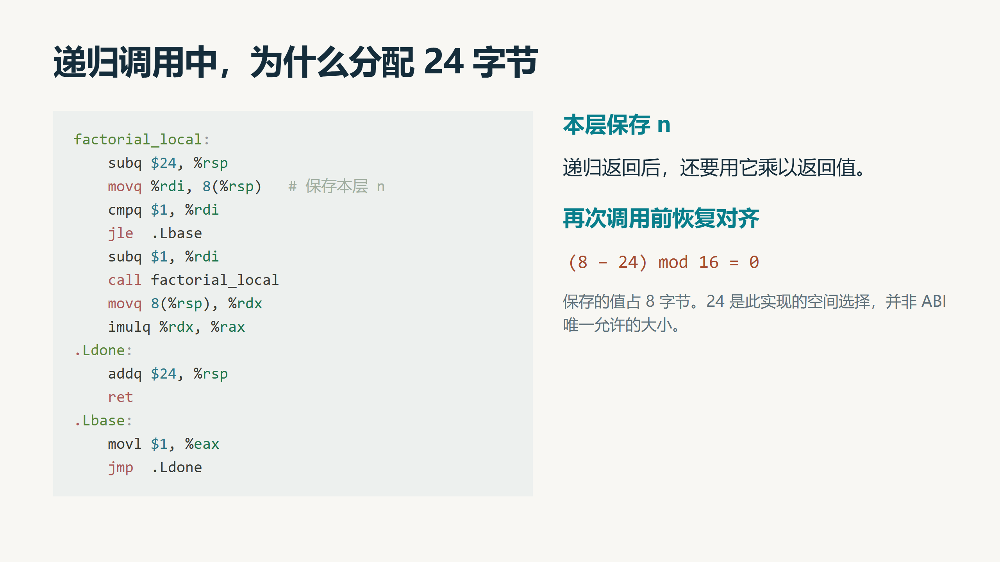 递归调用中，为什么分配 24 字节
factorial_local:
    subq $24, %rsp
    movq %rdi, 8(%rsp)   # 保存本层 n
    cmpq $1, %rdi
    jle  .Lbase
    subq $1, %rdi
    call factorial_local
    movq 8(%rsp), %rdx
    imulq %rdx, %rax
.Ldone:
    addq $24, %rsp
    ret
.Lbase:
    movl $1, %eax
    jmp  .Ldone
本层保存 n
递归返回后，还要用它乘以返回值。
再次调用前恢复对齐
(8 − 24) mod 16 = 0
保存的值占 8 字节。24 是此实现的空间选择，并非 ABI
唯一允许的大小。